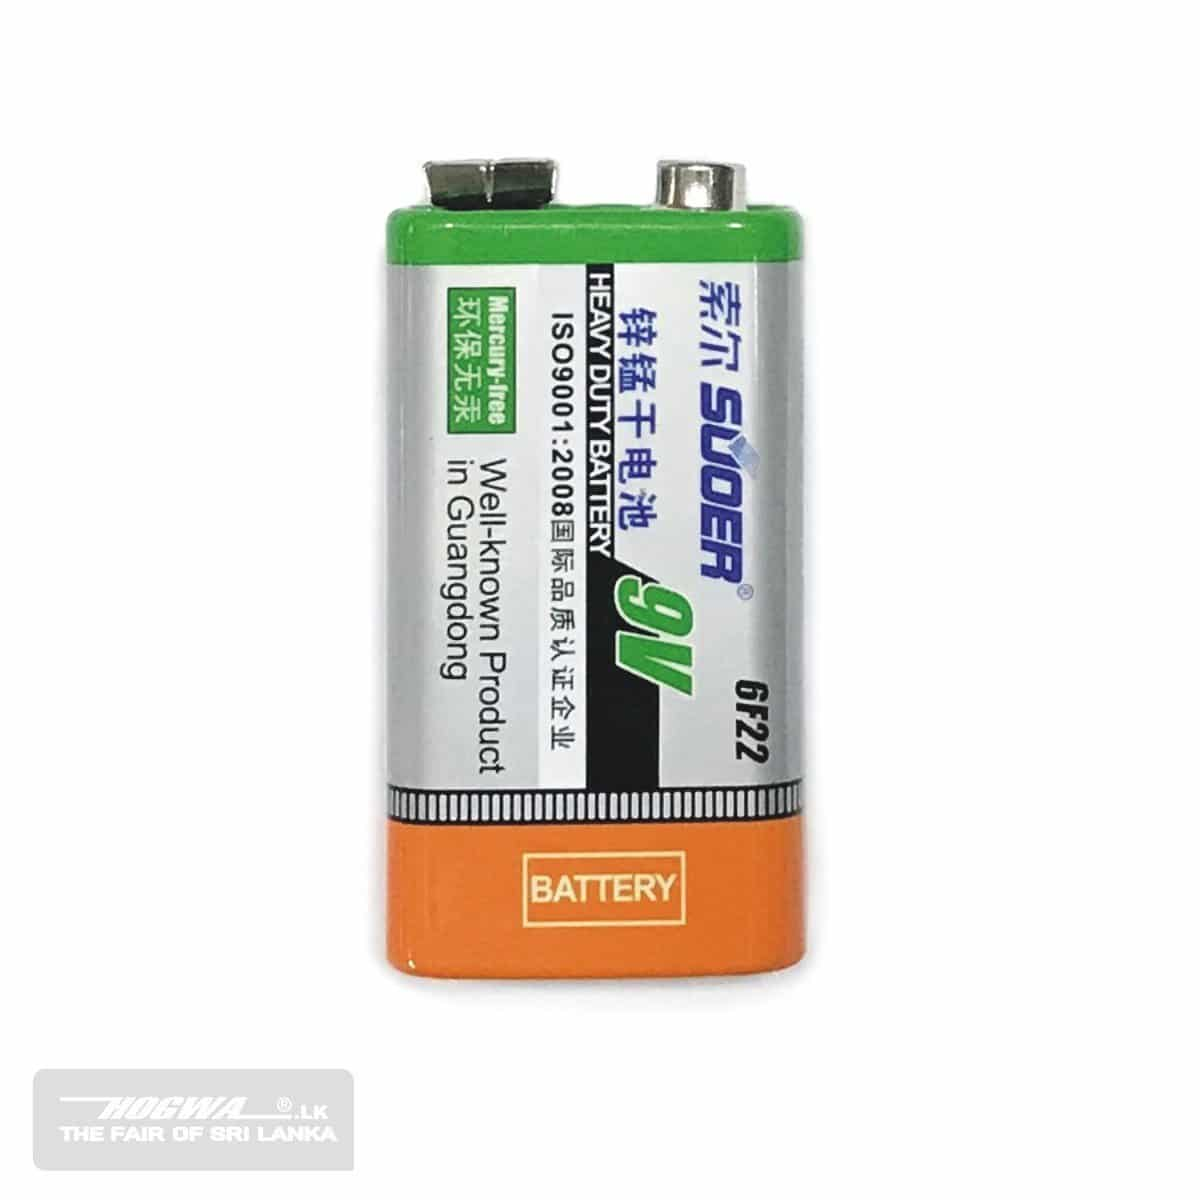 索尔 SUOER®
6F22
锌锰干电池
9V
HEAVY DUTY BATTERY
ISO9001:2008国际品质认证企业
Mercury-free
环保无汞
Well-known Product
in Guangdong
BATTERY
HOGWA®.LK
THE FAIR OF SRI LANKA